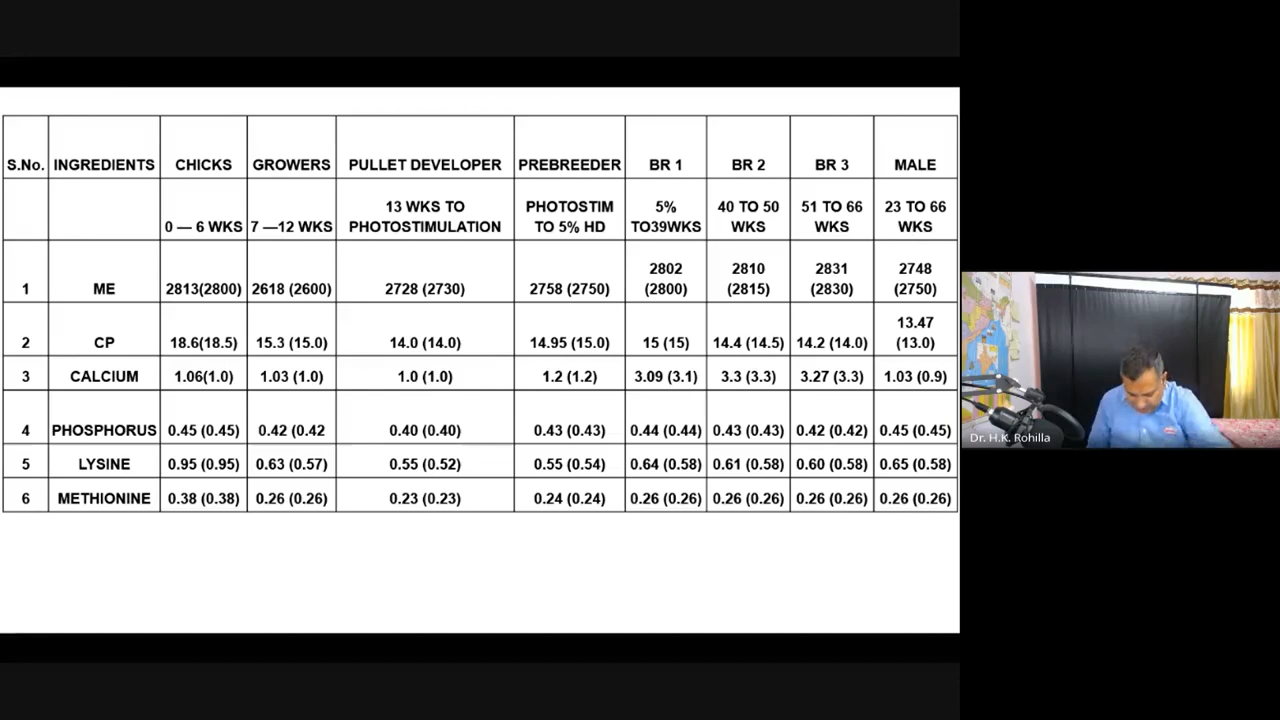 S.No. INGREDIENTS CHICKS GROWERS PULLET DEVELOPER PREBREEDER BR 1 BR 2 BR 3 MALE
0 — 6 WKS 7 —12 WKS 13 WKS TO PHOTOSTIMULATION PHOTOSTIM TO 5% HD 5% TO39WKS 40 TO 50 WKS 51 TO 66 WKS 23 TO 66 WKS
1 ME 2813(2800) 2618 (2600) 2728 (2730) 2758 (2750) 2802 (2800) 2810 (2815) 2831 (2830) 2748 (2750)
2 CP 18.6(18.5) 15.3 (15.0) 14.0 (14.0) 14.95 (15.0) 15 (15) 14.4 (14.5) 14.2 (14.0) 13.47 (13.0)
3 CALCIUM 1.06(1.0) 1.03 (1.0) 1.0 (1.0) 1.2 (1.2) 3.09 (3.1) 3.3 (3.3) 3.27 (3.3) 1.03 (0.9)
4 PHOSPHORUS 0.45 (0.45) 0.42 (0.42 0.40 (0.40) 0.43 (0.43) 0.44 (0.44) 0.43 (0.43) 0.42 (0.42) 0.45 (0.45)
5 LYSINE 0.95 (0.95) 0.63 (0.57) 0.55 (0.52) 0.55 (0.54) 0.64 (0.58) 0.61 (0.58) 0.60 (0.58) 0.65 (0.58)
6 METHIONINE 0.38 (0.38) 0.26 (0.26) 0.23 (0.23) 0.24 (0.24) 0.26 (0.26) 0.26 (0.26) 0.26 (0.26) 0.26 (0.26)
Dr. H.K. Rohilla